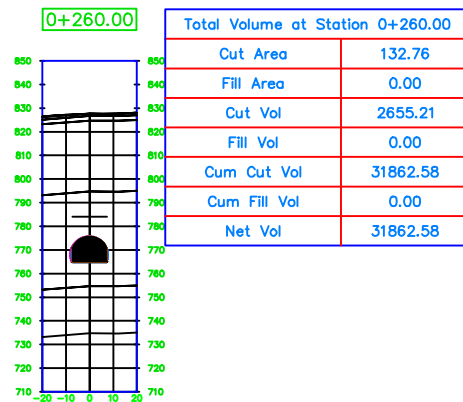 0+260.00
Total Volume at Station 0+260.00
Cut Area 132.76
Fill Area 0.00
Cut Vol 2655.21
Fill Vol 0.00
Cum Cut Vol 31862.58
Cum Fill Vol 0.00
Net Vol 31862.58
850 850
840 840
830 830
820 820
810 810
800 800
790 790
780 780
770 770
760 760
750 750
740 740
730 730
720 720
710 710
-20 -10 0 10 20